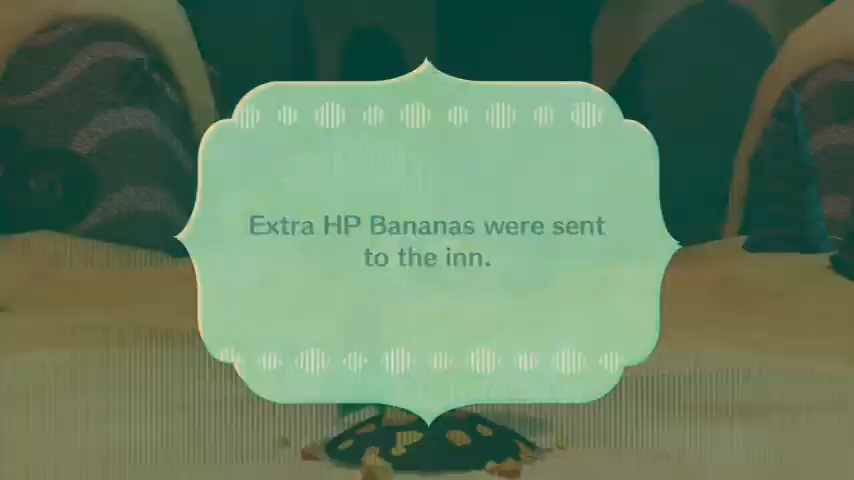 Extra HP Bananas were sent
to the inn.